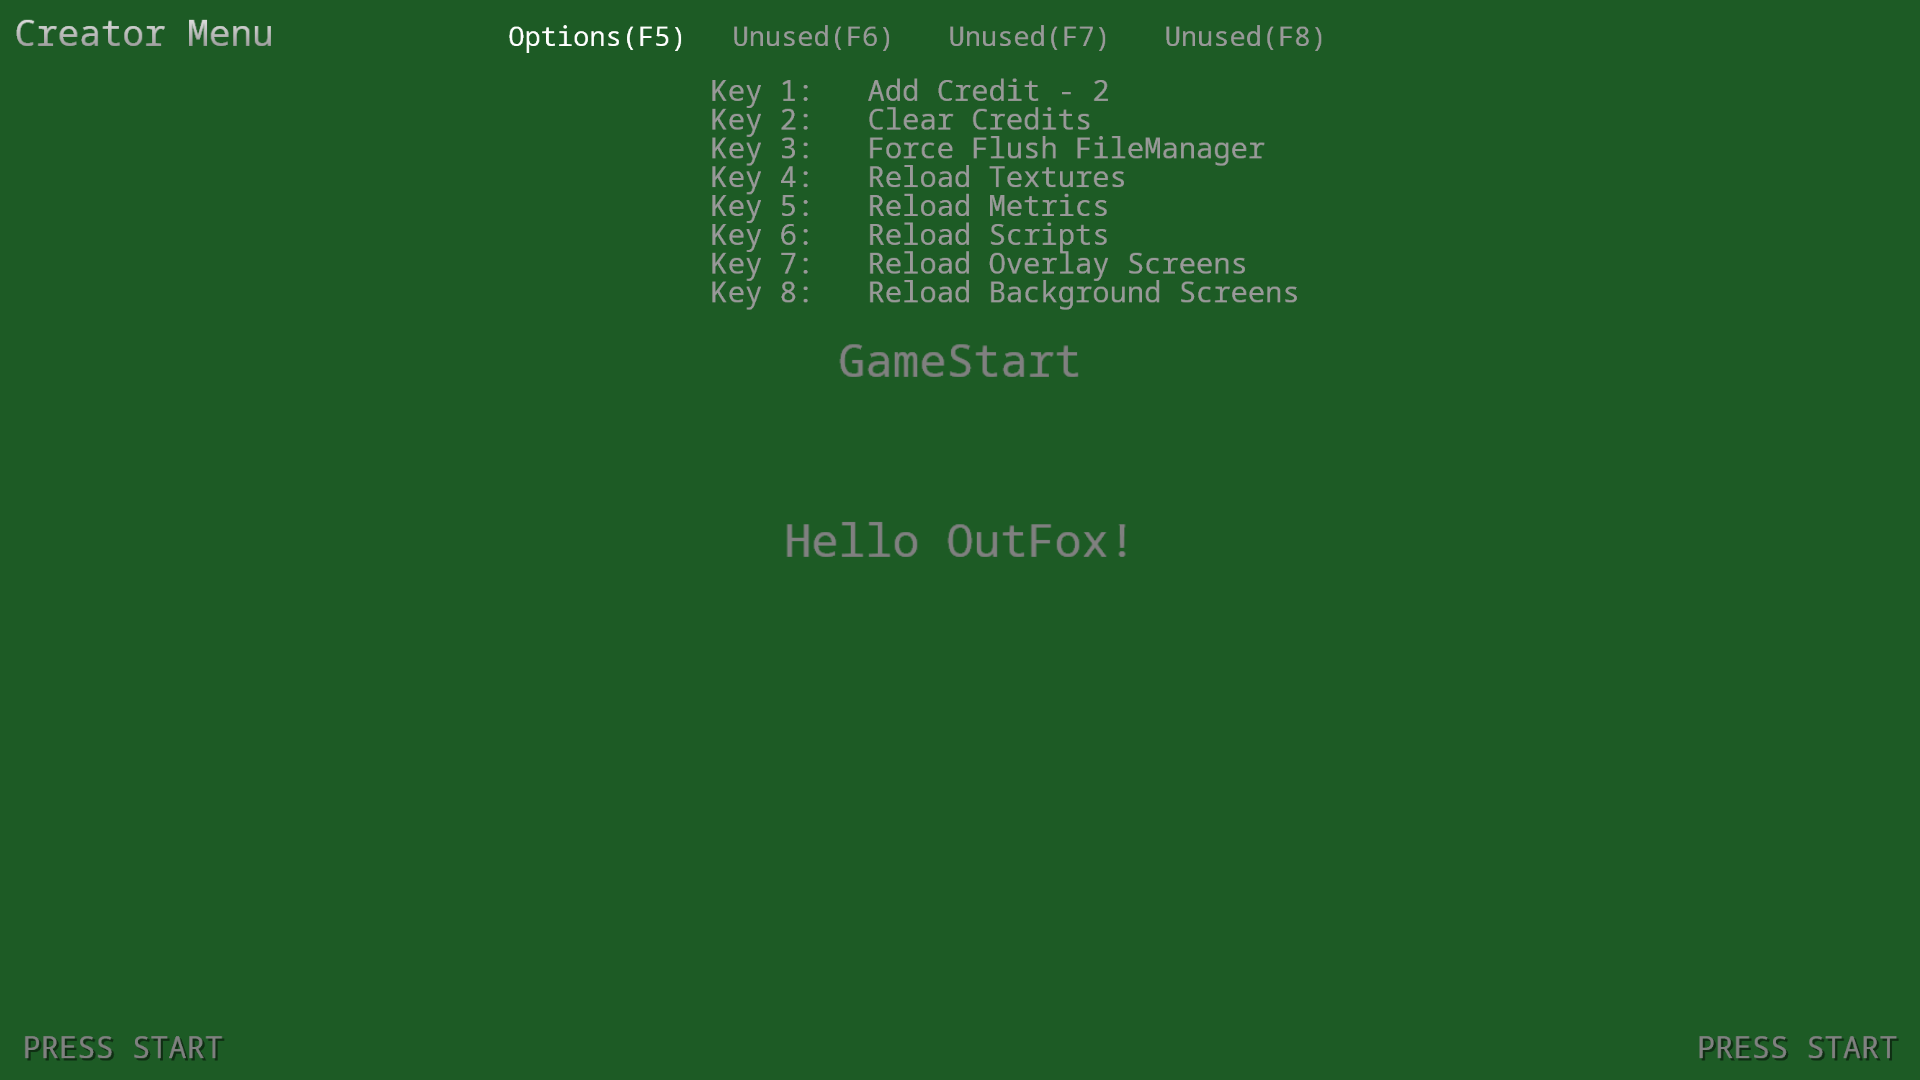 Creator Menu
Options(F5) Unused(F6) Unused(F7) Unused(F8)
Key 1: Add Credit - 2
Key 2: Clear Credits
Key 3: Force Flush FileManager
Key 4: Reload Textures
Key 5: Reload Metrics
Key 6: Reload Scripts
Key 7: Reload Overlay Screens
Key 8: Reload Background Screens
GameStart
Hello OutFox!
PRESS START
PRESS START